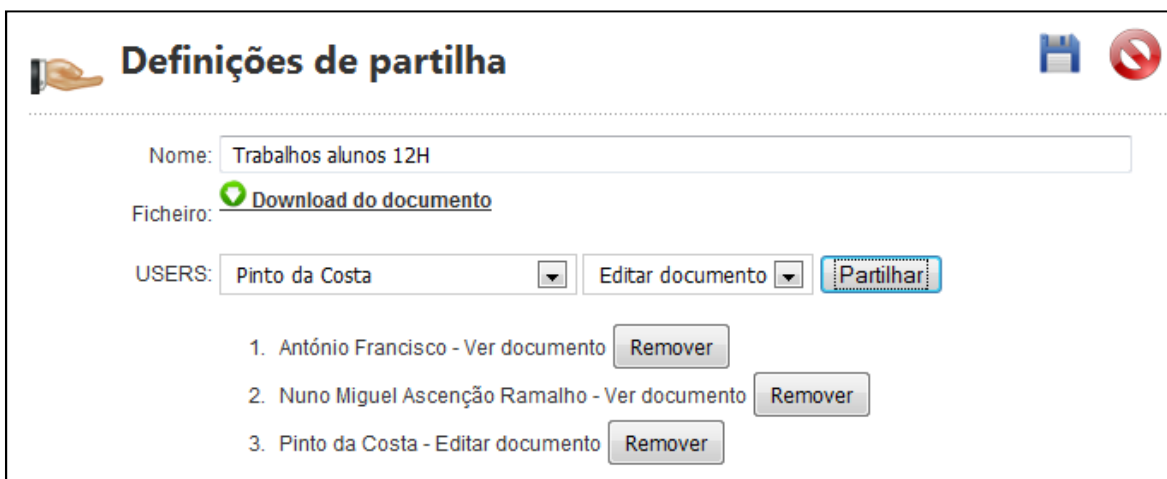 Definições de partilha
Nome: Trabalhos alunos 12H
Ficheiro: Download do documento
USERS: Pinto da Costa Editar documento Partilhar
1. António Francisco - Ver documento Remover
2. Nuno Miguel Ascenção Ramalho - Ver documento Remover
3. Pinto da Costa - Editar documento Remover